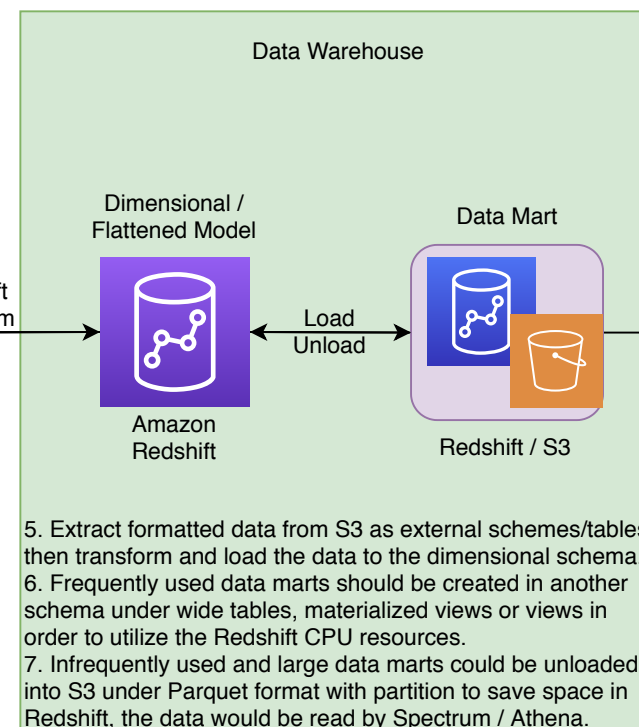 Data Warehouse
Dimensional /
Flattened Model
Data Mart
Load
Unload
Amazon
Redshift
Redshift / S3
5. Extract formatted data from S3 as external schemes/tables
then transform and load the data to the dimensional schema.
6. Frequently used data marts should be created in another
schema under wide tables, materialized views or views in
order to utilize the Redshift CPU resources.
7. Infrequently used and large data marts could be unloaded
into S3 under Parquet format with partition to save space in
Redshift, the data would be read by Spectrum / Athena.